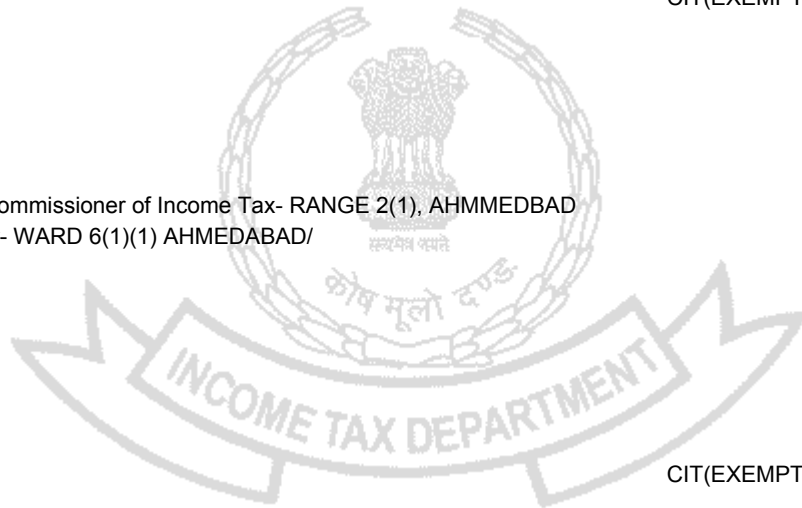 CIT(EXEMPT
ommissioner of Income Tax- RANGE 2(1), AHMMEDBAD
- WARD 6(1)(1) AHMEDABAD/
सत्यमेव जयते
कोष मूलो दण्ड:
INCOME TAX DEPARTMENT
CIT(EXEMPT